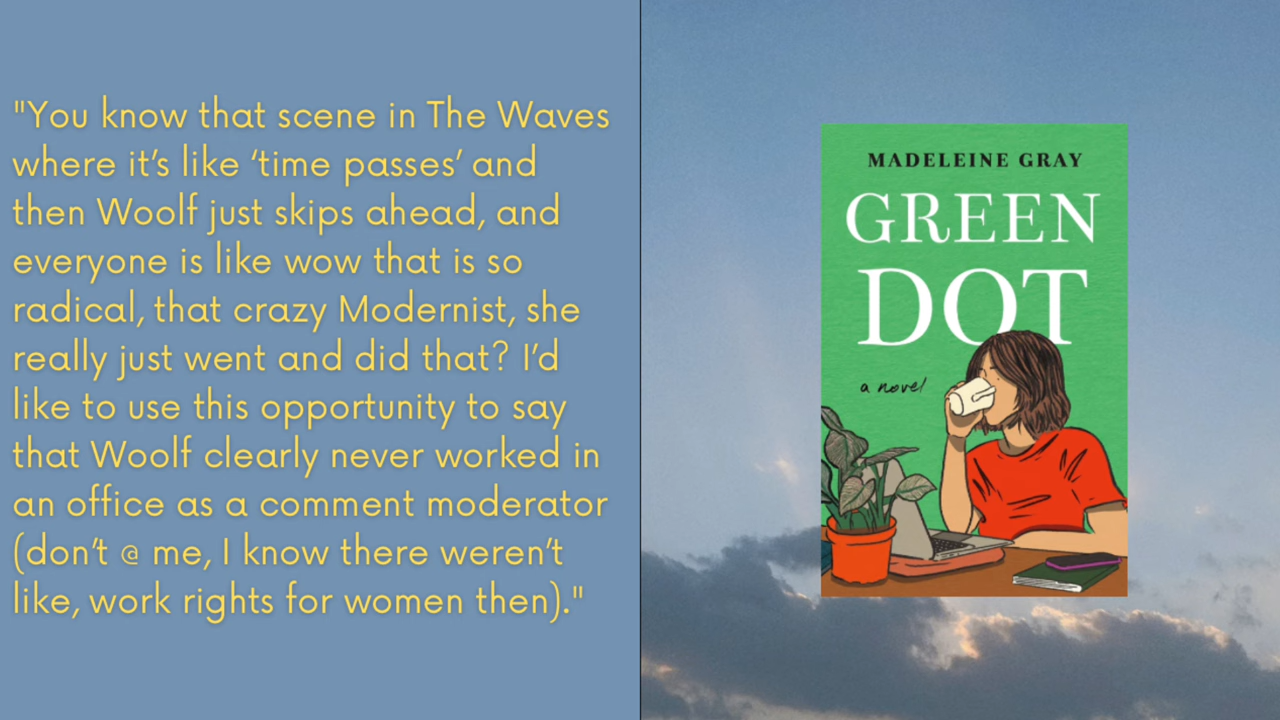 "You know that scene in The Waves
where it’s like ‘time passes’ and
then Woolf just skips ahead, and
everyone is like wow that is so
radical, that crazy Modernist, she
really just went and did that? I’d
like to use this opportunity to say
that Woolf clearly never worked in
an office as a comment moderator
(don’t @ me, I know there weren’t
like, work rights for women then)."
MADELEINE GRAY
GREEN
DOT
a novel